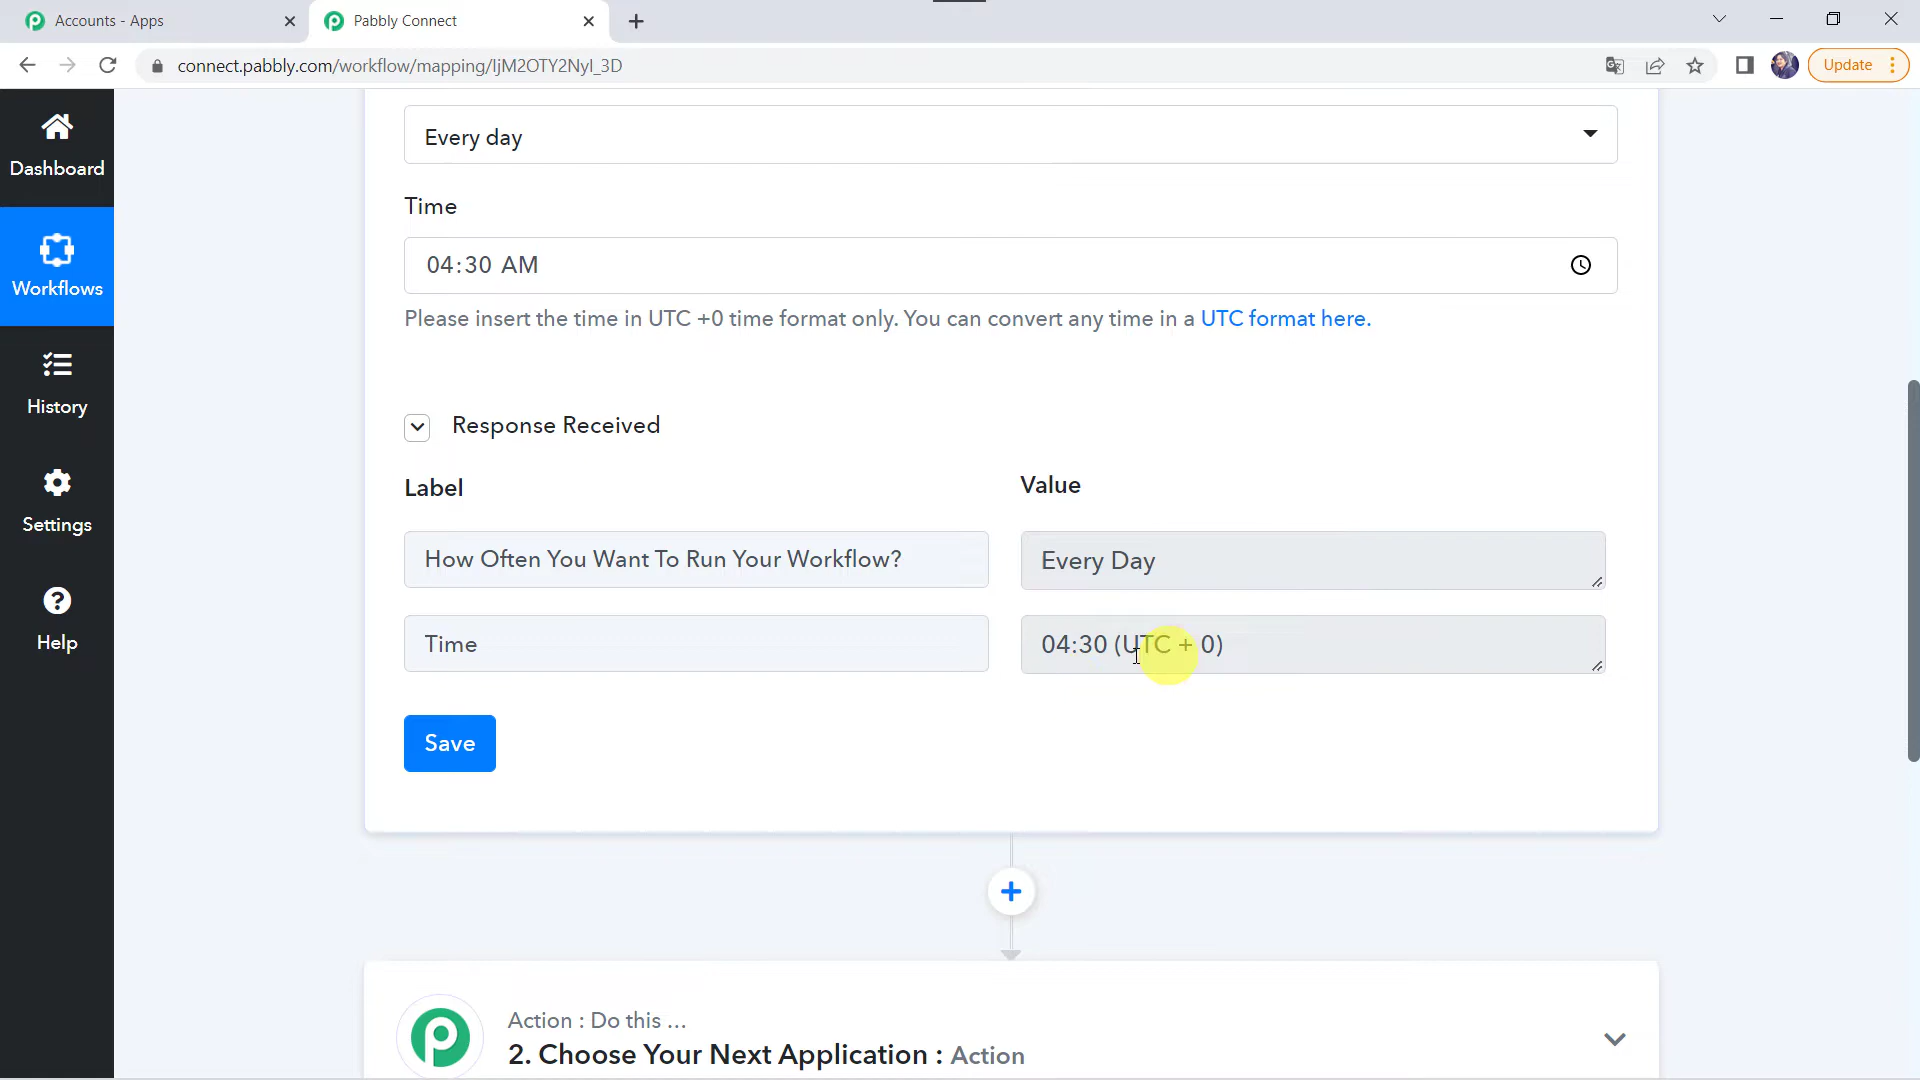 Accounts - Apps
Pabbly Connect
connect.pabbly.com/workflow/mapping/IjM2OTY2NyI_3D
Update
Dashboard
Workflows
History
Settings
Help
Every day
Time
04:30 AM
Please insert the time in UTC +0 time format only. You can convert any time in a UTC format here.
Response Received
Label
Value
How Often You Want To Run Your Workflow?
Every Day
Time
04:30 (UTC + 0)
Save
Action : Do this ...
2. Choose Your Next Application : Action